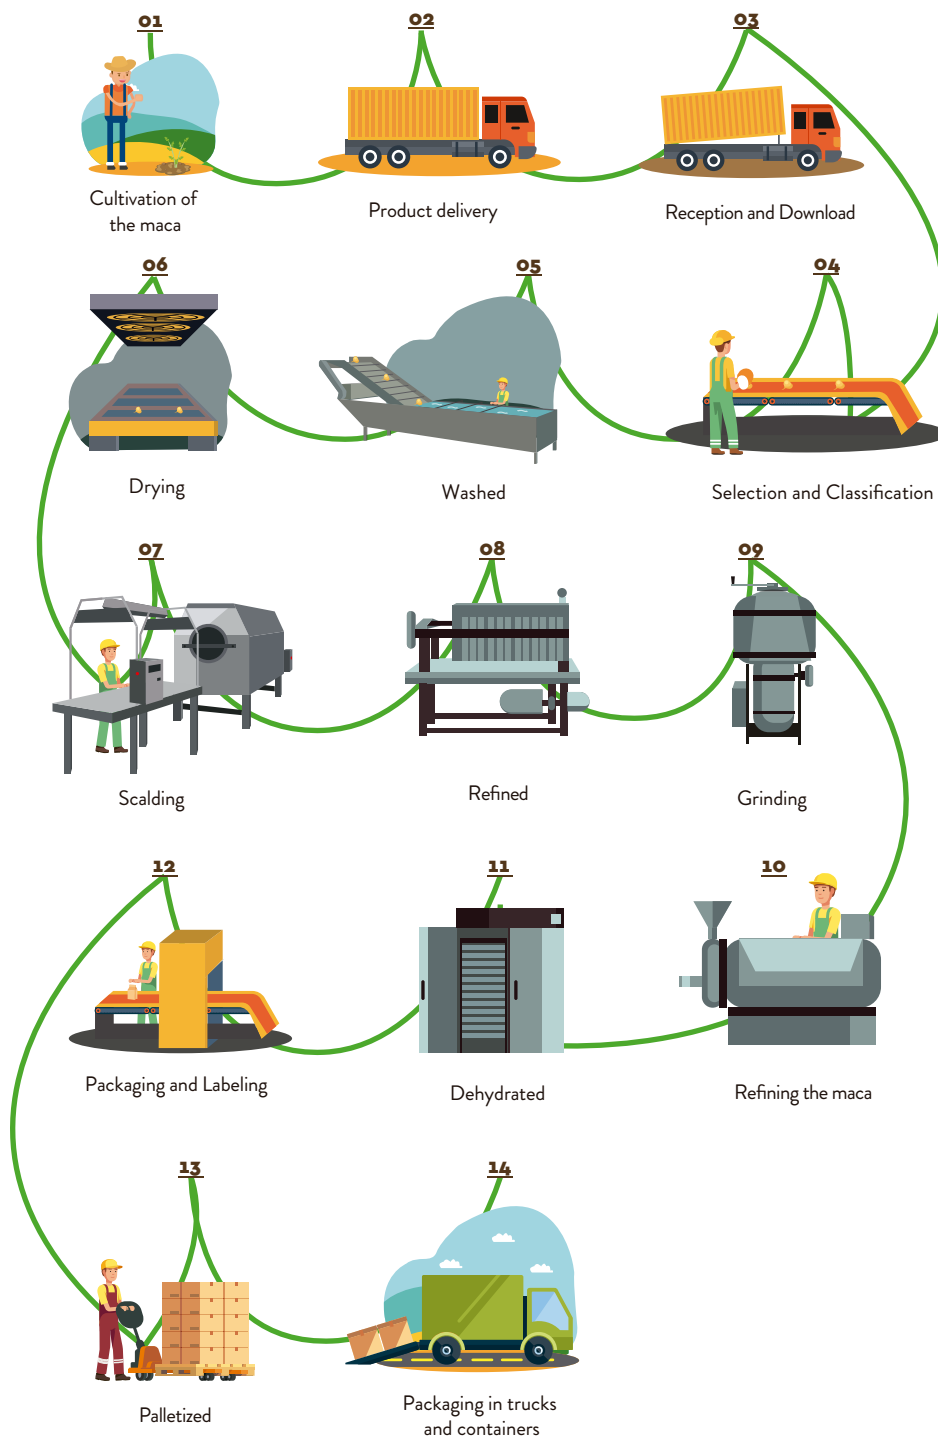 01
Cultivation of
the maca
02
Product delivery
03
Reception and Download
04
Selection and Classification
05
Washed
06
Drying
07
Scalding
08
Refined
09
Grinding
10
Refining the maca
11
Dehydrated
12
Packaging and Labeling
13
Palletized
14
Packaging in trucks
and containers